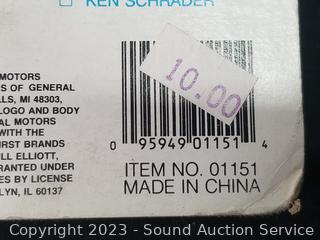 KEN SCHRADER
MOTORS
S OF GENERAL
LLS, MI 48303,
LOGO AND BODY
AL MOTORS
WITH THE
IRST BRANDS
LL ELLIOTT,
RANTED UNDER
ES BY LICENSE
LYN, IL 60137
10.00
0 95949 01151 4
ITEM NO. 01151
MADE IN CHINA
Copyright 2023 - Sound Auction Service